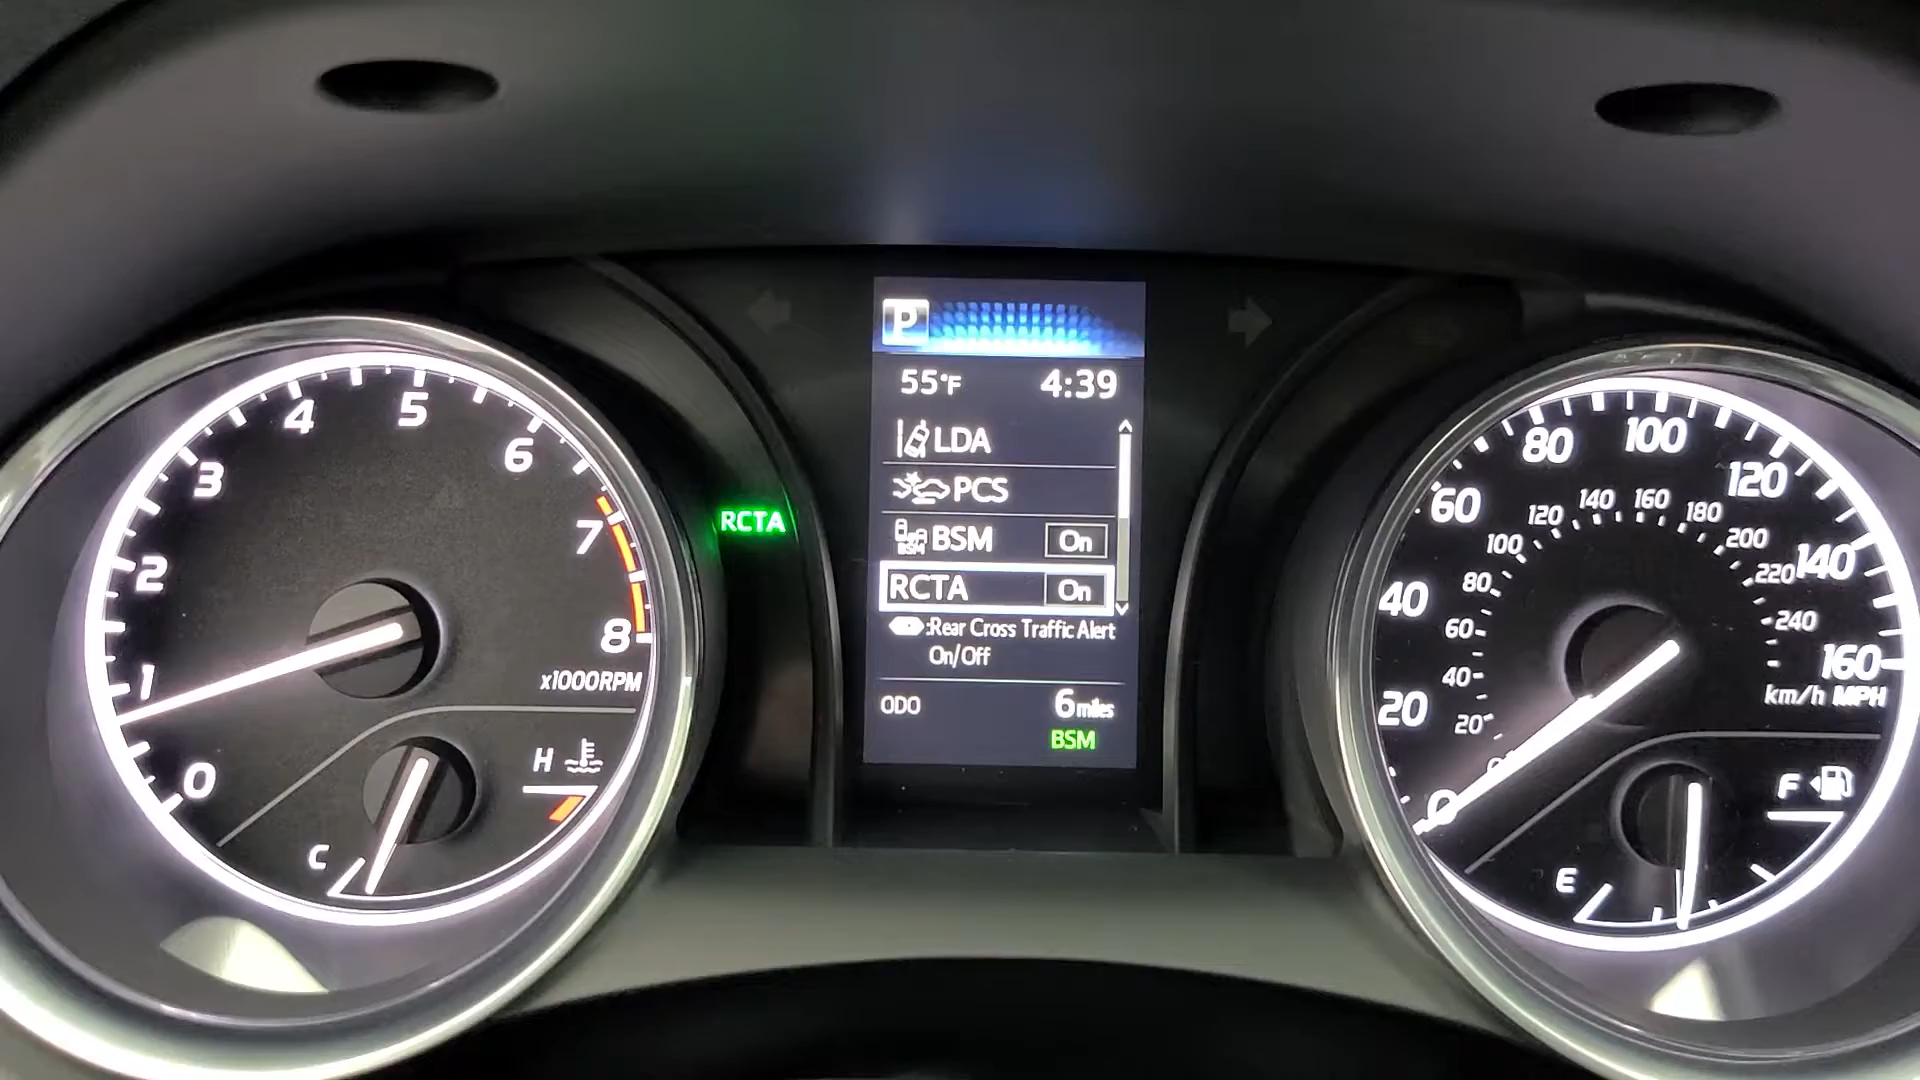 P
55°F 4:39
LDA
PCS
BSM BSM On
RCTA On
:Rear Cross Traffic Alert
On/Off
ODO 6 miles
BSM
RCTA
0
1
2
3
4
5
6
7
8
x1000RPM
H
C
0
20
40
60
80
100
120
140
160
km/h MPH
0
20
40
60
80
100
120
140
160
180
200
220
240
F
E